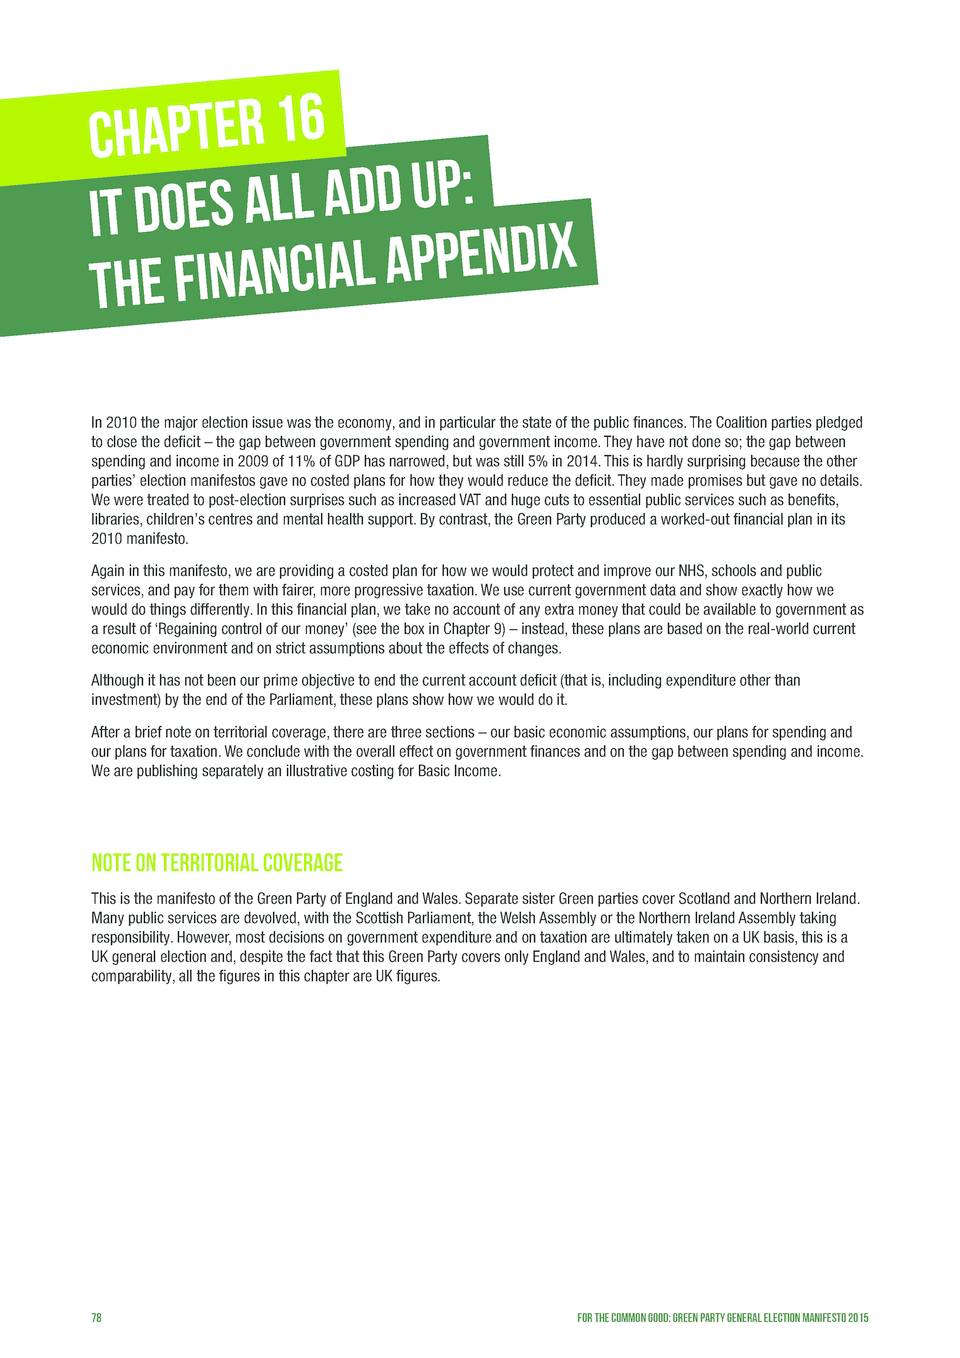 CHAPTER 16
IT DOES ALL ADD UP:
THE FINANCIAL APPENDIX
In 2010 the major election issue was the economy, and in particular the state of the public finances. The Coalition parties pledged
to close the deficit – the gap between government spending and government income. They have not done so; the gap between
spending and income in 2009 of 11% of GDP has narrowed, but was still 5% in 2014. This is hardly surprising because the other
parties’ election manifestos gave no costed plans for how they would reduce the deficit. They made promises but gave no details.
We were treated to post-election surprises such as increased VAT and huge cuts to essential public services such as benefits,
libraries, children’s centres and mental health support. By contrast, the Green Party produced a worked-out financial plan in its
2010 manifesto.
Again in this manifesto, we are providing a costed plan for how we would protect and improve our NHS, schools and public
services, and pay for them with fairer, more progressive taxation. We use current government data and show exactly how we
would do things differently. In this financial plan, we take no account of any extra money that could be available to government as
a result of ‘Regaining control of our money’ (see the box in Chapter 9) – instead, these plans are based on the real-world current
economic environment and on strict assumptions about the effects of changes.
Although it has not been our prime objective to end the current account deficit (that is, including expenditure other than
investment) by the end of the Parliament, these plans show how we would do it.
After a brief note on territorial coverage, there are three sections – our basic economic assumptions, our plans for spending and
our plans for taxation. We conclude with the overall effect on government finances and on the gap between spending and income.
We are publishing separately an illustrative costing for Basic Income.
NOTE ON TERRITORIAL COVERAGE
This is the manifesto of the Green Party of England and Wales. Separate sister Green parties cover Scotland and Northern Ireland.
Many public services are devolved, with the Scottish Parliament, the Welsh Assembly or the Northern Ireland Assembly taking
responsibility. However, most decisions on government expenditure and on taxation are ultimately taken on a UK basis, this is a
UK general election and, despite the fact that this Green Party covers only England and Wales, and to maintain consistency and
comparability, all the figures in this chapter are UK figures.
78
FOR THE COMMON GOOD: GREEN PARTY GENERAL ELECTION MANIFESTO 2015